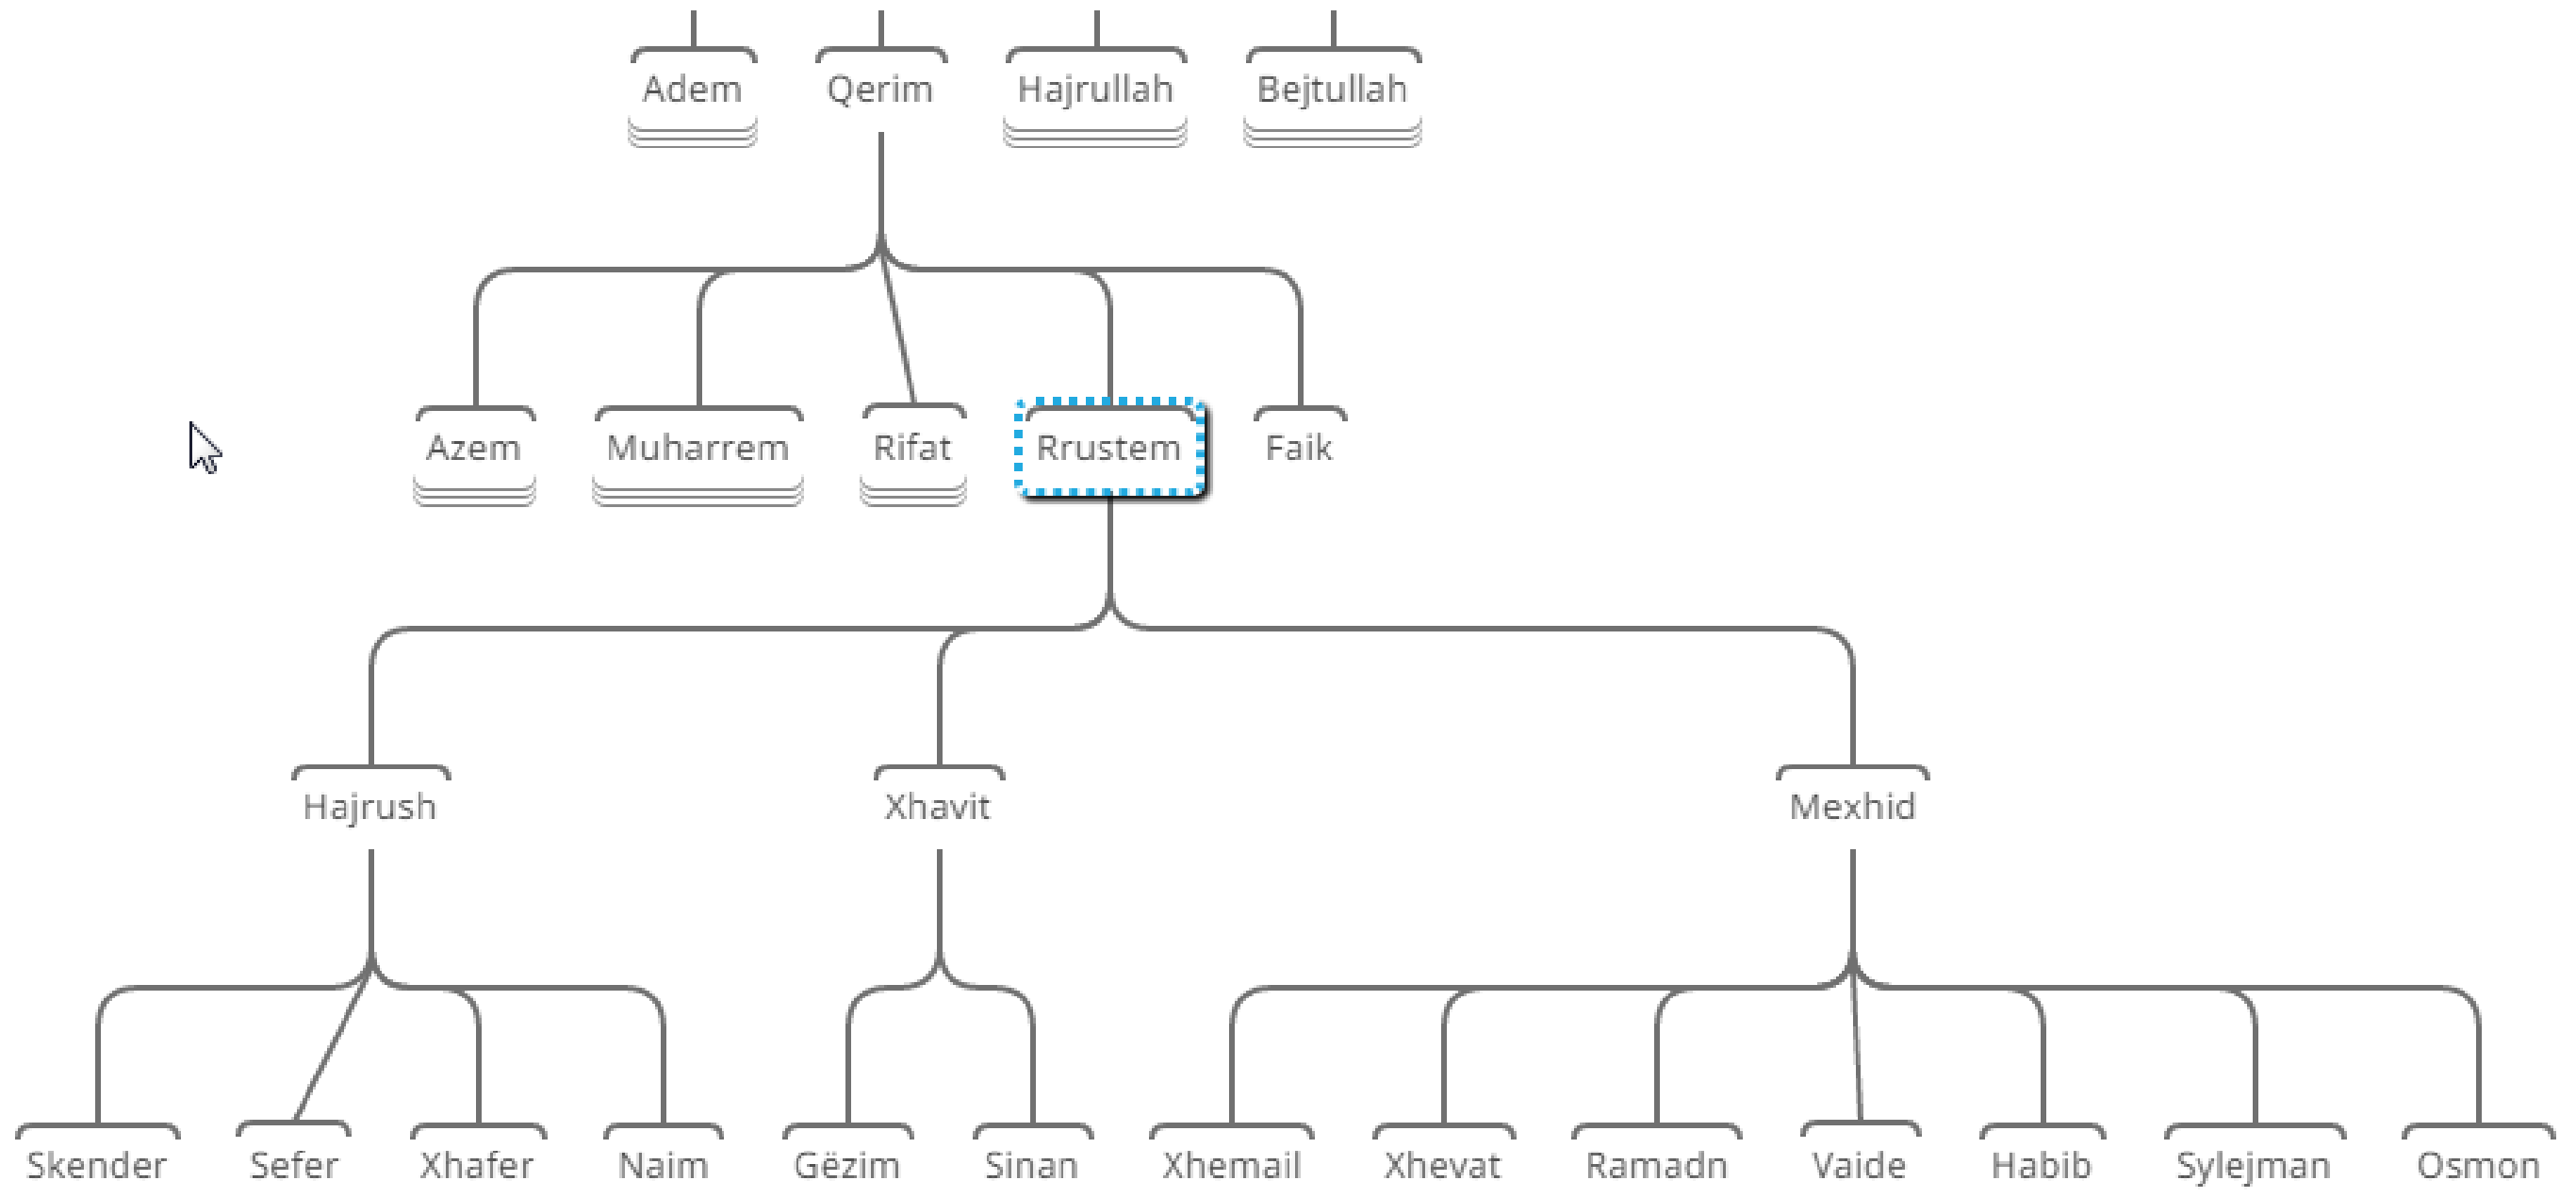 Adem Qerim Hajrullah Bejtullah
Azem Muharrem Rifat Rrustem Faik
Hajrush Xhavit Mexhid
Skender Sefer Xhafer Naim Gëzim Sinan Xhemail Xhevat Ramadn Vaide Habib Sylejman Osmon